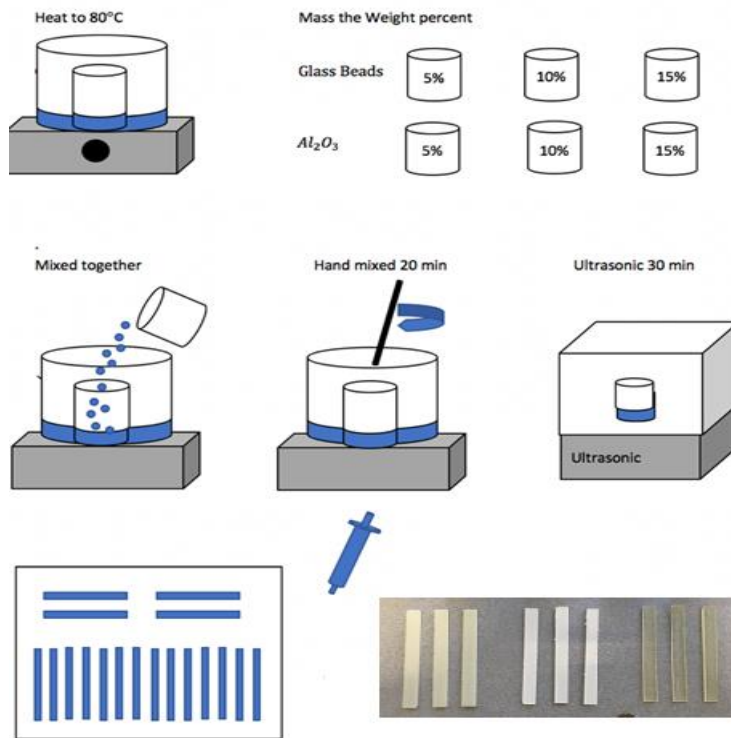 Heat to 80°C
Mass the Weight percent
Glass Beads
5%
10%
15%
Al₂O₃
5%
10%
15%
Mixed together
Hand mixed 20 min
Ultrasonic 30 min
Ultrasonic